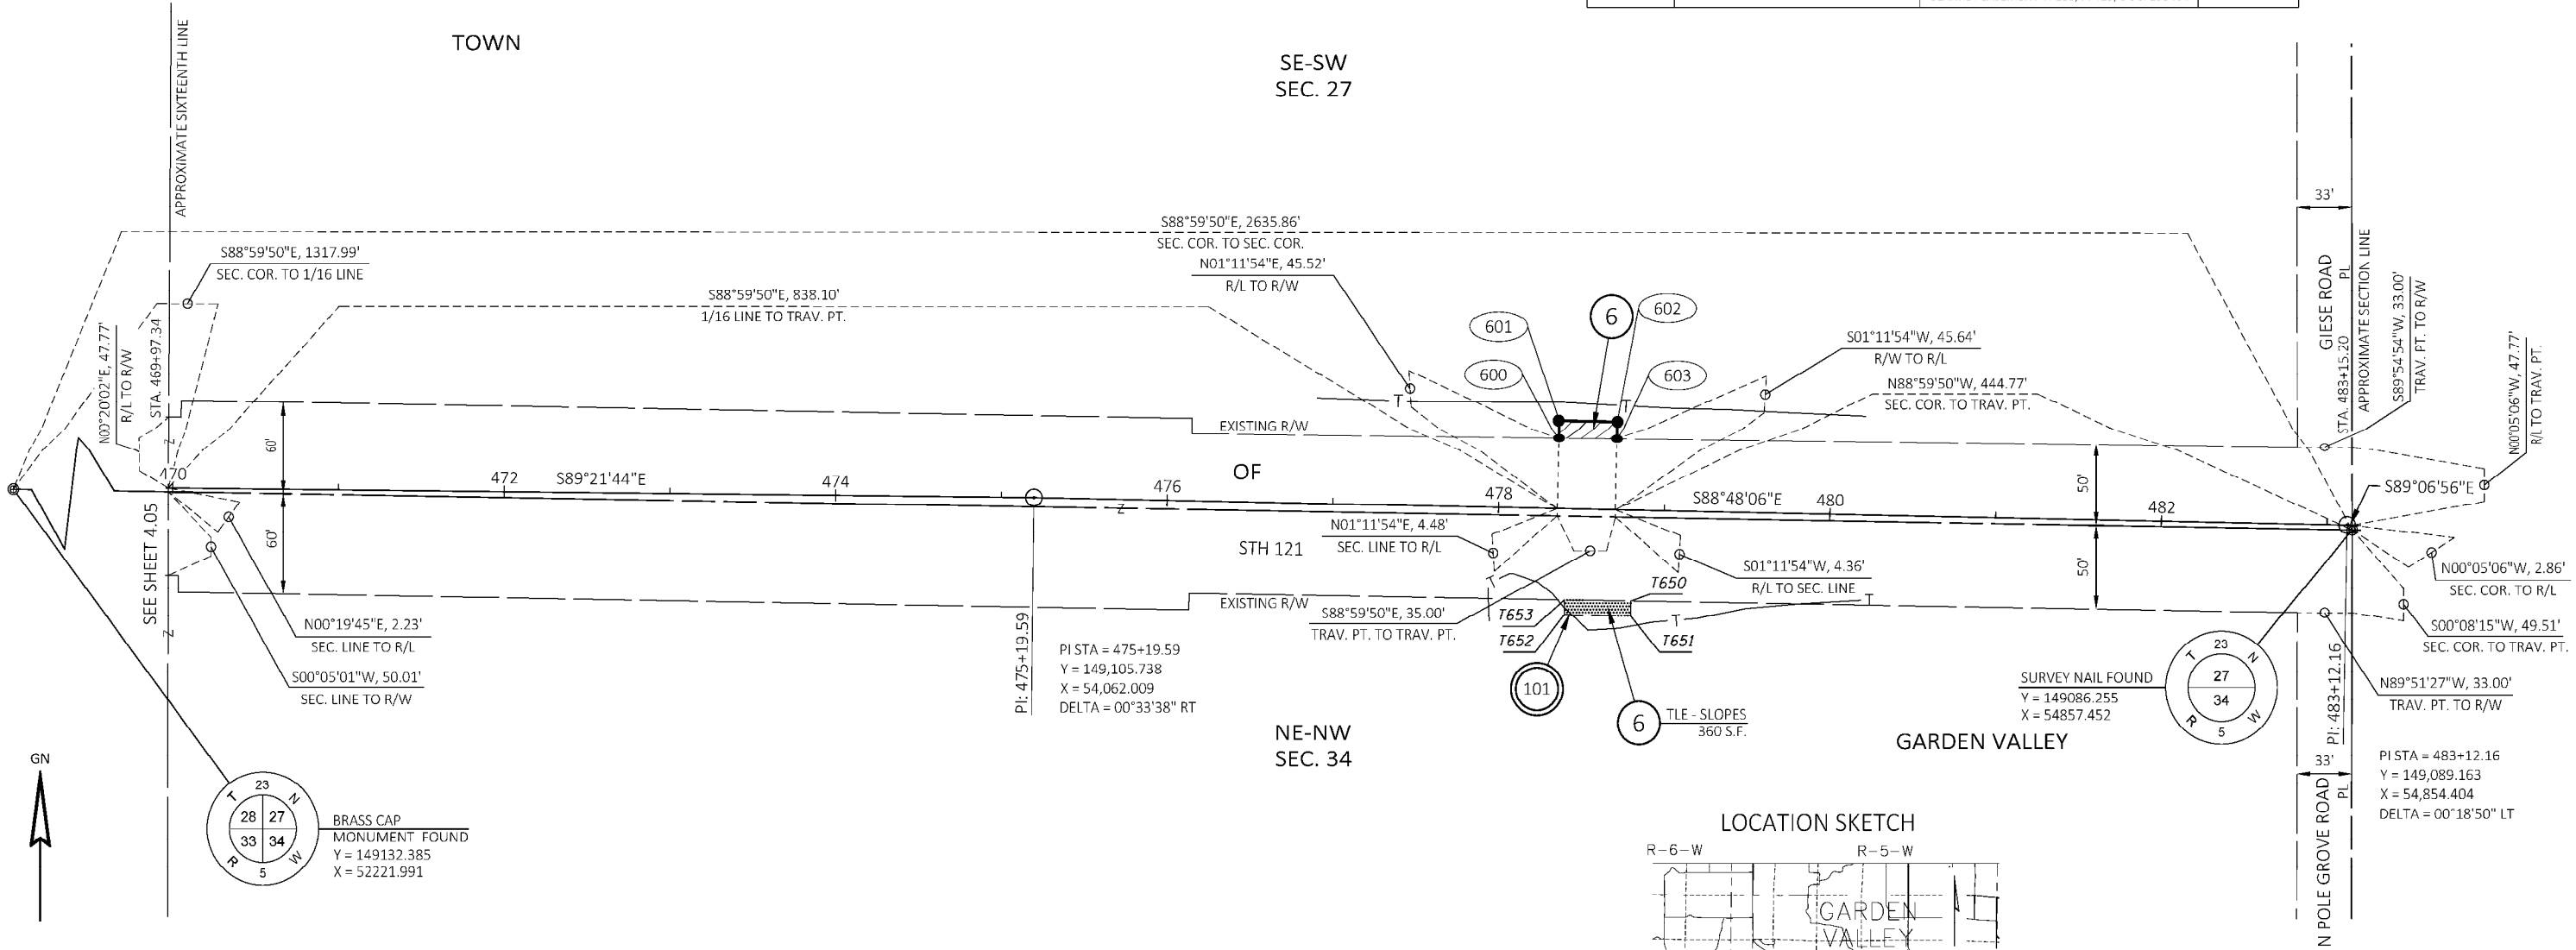 TOWN
SE-SW
SEC. 27
APPROXIMATE SIXTEENTH LINE
33'
S88°59'50"E, 2635.86'
SEC. COR. TO SEC. COR.
S88°59'50"E, 1317.99'
SEC. COR. TO 1/16 LINE
N01°11'54"E, 45.52'
R/L TO R/W
S88°59'50"E, 838.10'
1/16 LINE TO TRAV. PT.
GIESE ROAD
PL
APPROXIMATE SECTION LINE
STA. 483+15.20
S89°54'54"W, 33.00'
TRAV. PT. TO R/W
N00°05'06"W, 47.77'
R/L TO TRAV. PT.
601
6
602
600
603
S01°11'54"W, 45.64'
R/W TO R/L
N88°59'50"W, 444.77'
SEC. COR. TO TRAV. PT.
N00°20'02"E, 47.77'
R/L TO R/W
STA. 469+97.34
60'
60'
T
T
EXISTING R/W
OF
470
472
S89°21'44"E
474
476
478
S88°48'06"E
480
482
S89°06'56"E
Z
Z
Z
50'
50'
SEE SHEET 4.05
STH 121
N01°11'54"E, 4.48'
SEC. LINE TO R/L
S01°11'54"W, 4.36'
R/L TO SEC. LINE
N00°05'06"W, 2.86'
SEC. COR. TO R/L
S00°08'15"W, 49.51'
SEC. COR. TO TRAV. PT.
N89°51'27"W, 33.00'
TRAV. PT. TO R/W
EXISTING R/W
T
T
T
T650
T653
T652
T651
S88°59'50"E, 35.00'
TRAV. PT. TO TRAV. PT.
N00°19'45"E, 2.23'
SEC. LINE TO R/L
S00°05'01"W, 50.01'
SEC. LINE TO R/W
PI: 475+19.59
PI STA = 475+19.59
Y = 149,105.738
X = 54,062.009
DELTA = 00°33'38" RT
101
6
TLE - SLOPES
360 S.F.
SURVEY NAIL FOUND
Y = 149086.255
X = 54857.452
T 23 N
27
34
R 5 W
PI: 483+12.16
GARDEN VALLEY
NE-NW
SEC. 34
33'
PL
N POLE GROVE ROAD
PI STA = 483+12.16
Y = 149,089.163
X = 54,854.404
DELTA = 00°18'50" LT
GN
T 23 N
28 27
33 34
R 5 W
BRASS CAP
MONUMENT FOUND
Y = 149132.385
X = 52221.991
LOCATION SKETCH
R-6-W
R-5-W
GARDEN
VALLEY